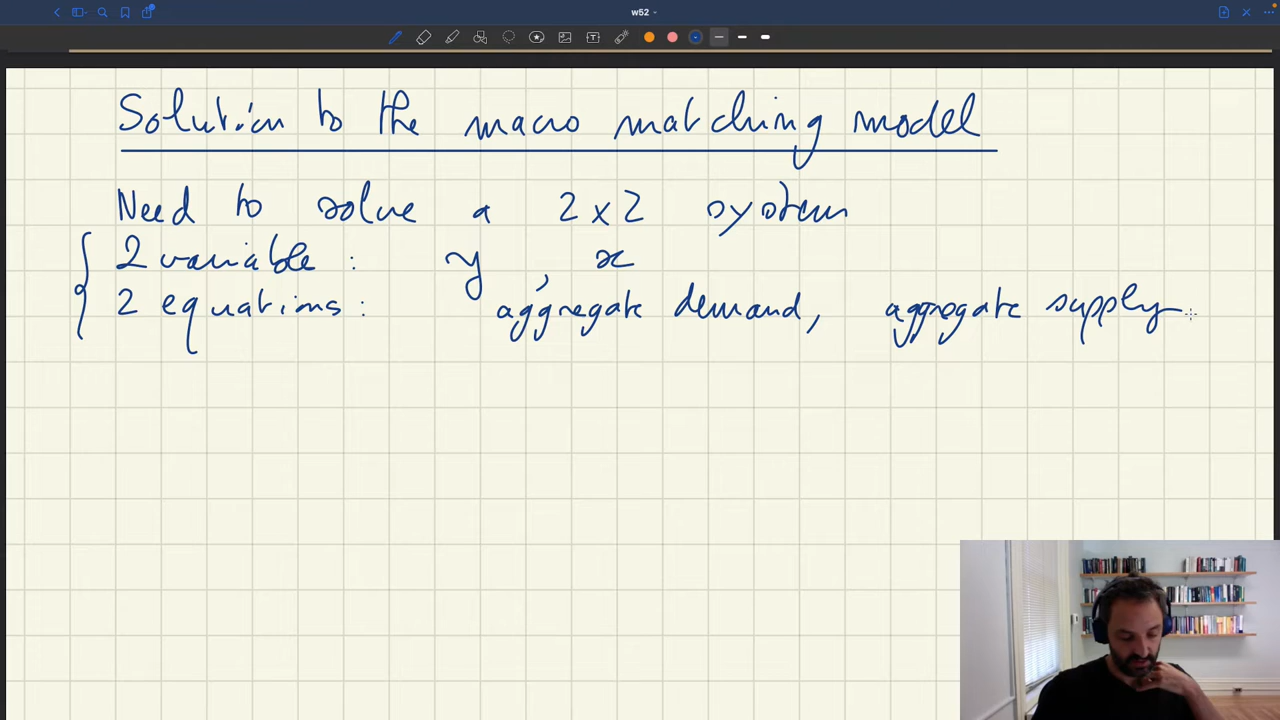 w52
Solution to the macro matching model
Need to solve a 2 x 2 system
2 variable : y , x
2 equations : aggregate demand, aggregate supply